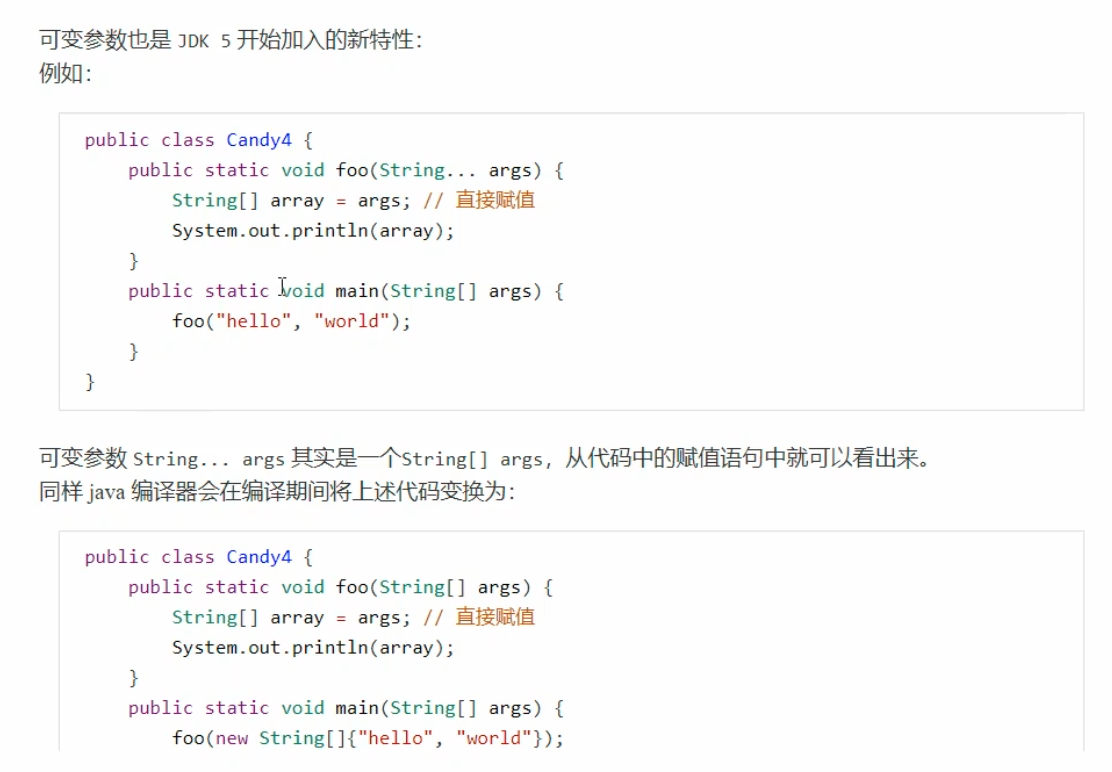 可变参数也是 JDK 5 开始加入的新特性：
例如：
public class Candy4 {
    public static void foo(String... args) {
        String[] array = args; // 直接赋值
        System.out.println(array);
    }
    public static void main(String[] args) {
        foo("hello", "world");
    }
}
可变参数 String... args 其实是一个String[] args，从代码中的赋值语句中就可以看出来。
同样 java 编译器会在编译期间将上述代码变换为：
public class Candy4 {
    public static void foo(String[] args) {
        String[] array = args; // 直接赋值
        System.out.println(array);
    }
    public static void main(String[] args) {
        foo(new String[]{"hello", "world"});